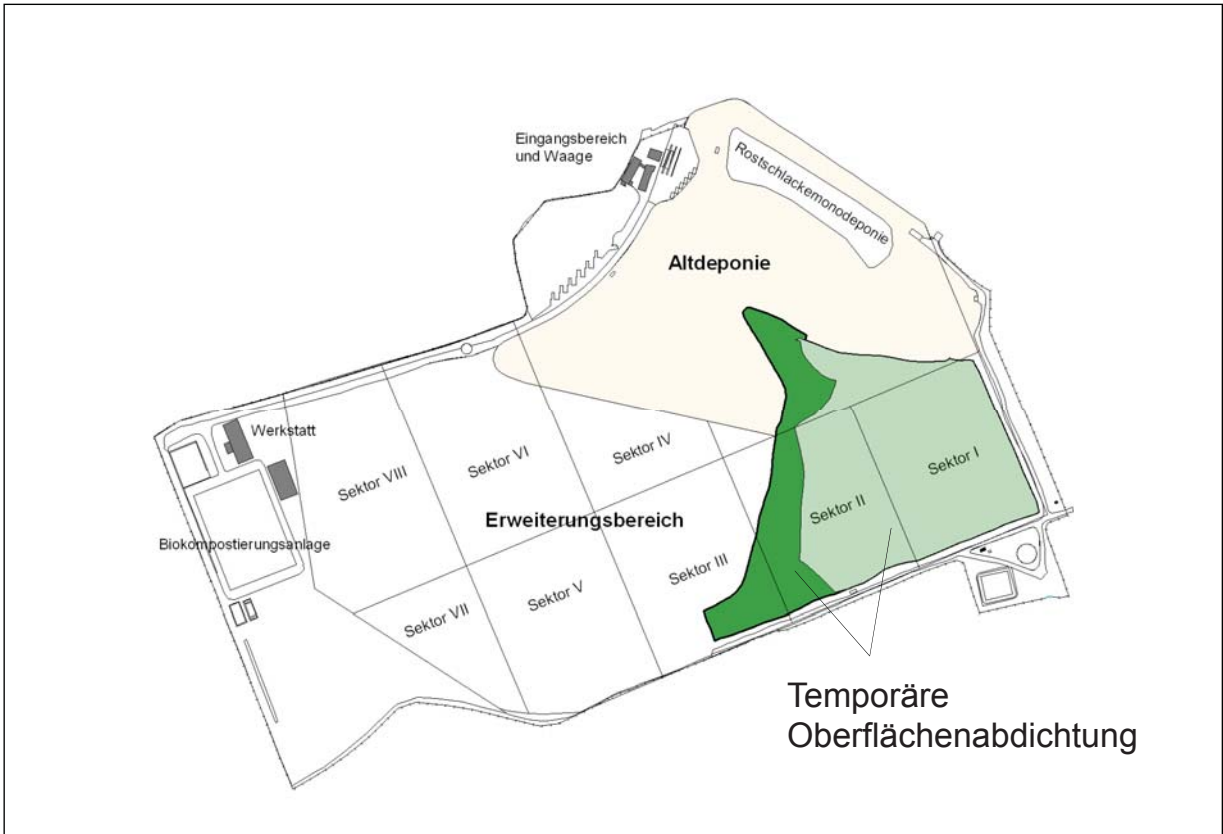 Eingangsbereich
und Waage
Rostschlackemonodeponie
Altdeponie
Werkstatt
Sektor VIII
Sektor VI
Sektor IV
Sektor II
Sektor I
Erweiterungsbereich
Biokompostierungsanlage
Sektor VII
Sektor V
Sektor III
Temporäre
Oberflächenabdichtung